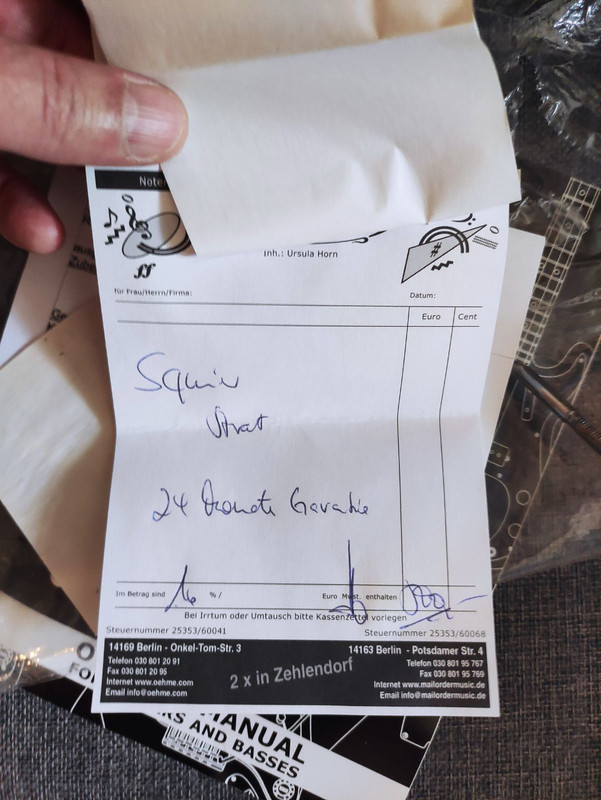 Noten
ff
Inh.: Ursula Horn
#
für Frau/Herrn/Firma:
Datum:
Euro Cent
Squier
Strat
24 Monate Garantie
Im Betrag sind 16 % / Euro Mwst. enthalten
Bei Irrtum oder Umtausch bitte Kassenzettel vorlegen
Steuernummer 25353/60041
Steuernummer 25353/60068
14169 Berlin - Onkel-Tom-Str. 3
Telefon 030 801 20 91
Fax 030 801 20 95
Internet www.oehme.com
Email info@oehme.com
2 x in Zehlendorf
14163 Berlin - Potsdamer Str. 4
Telefon 030 801 95 767
Fax 030 801 95 769
Internet www.mailordermusic.de
Email info@mailordermusic.de
MANUAL
AND BASSES